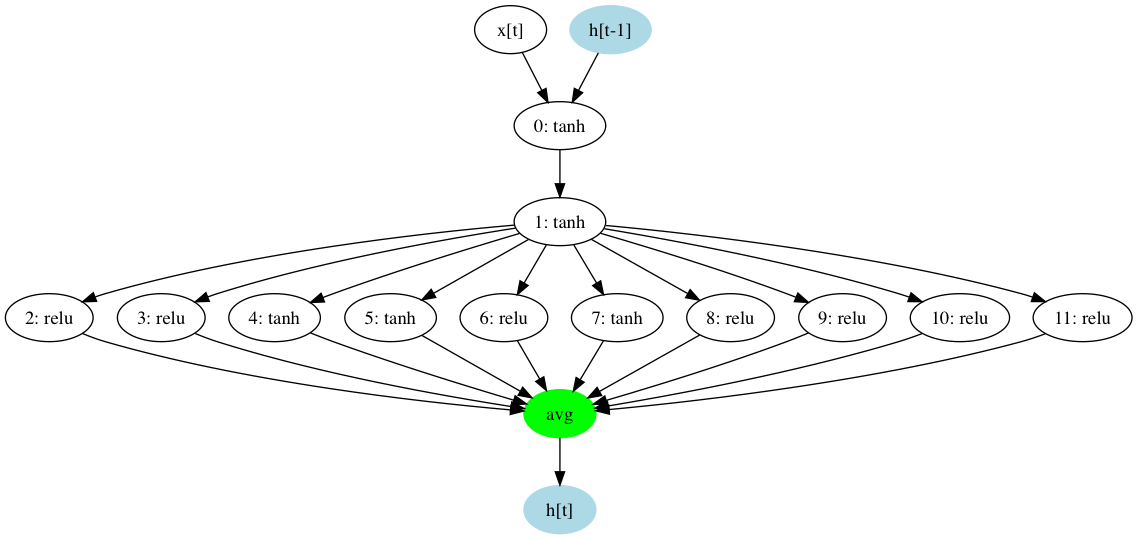 x[t]
h[t-1]
0: tanh
1: tanh
2: relu
3: relu
4: tanh
5: tanh
6: relu
7: tanh
8: relu
9: relu
10: relu
11: relu
avg
h[t]